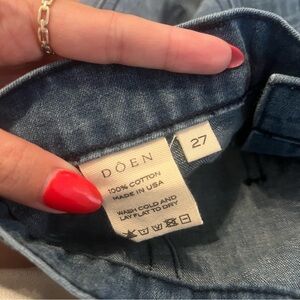 DÔEN
27
100% COTTON
MADE IN USA
WASH COLD AND
LAY FLAT TO DRY